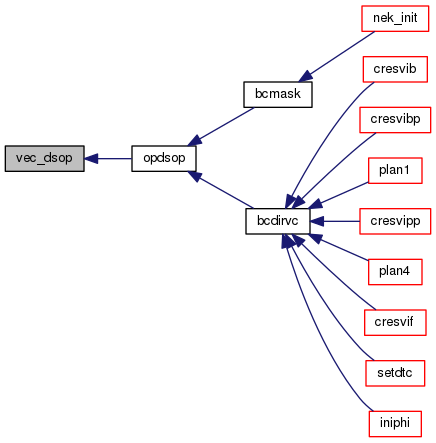 nek_init
cresvib
bcmask
cresvibp
vec_dsop
opdsop
plan1
bcdirvc
cresvipp
plan4
cresvif
setdtc
iniphi